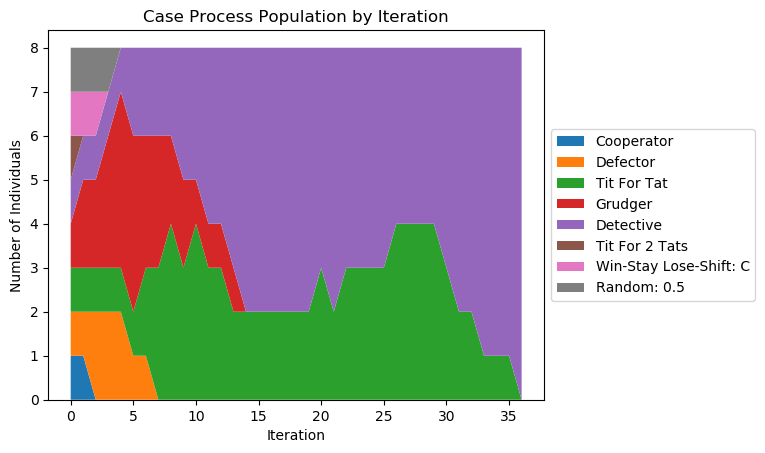 Case Process Population by Iteration
Number of Individuals
8
7
6
5
4
3
2
1
0
0 5 10 15 20 25 30 35
Iteration
Cooperator
Defector
Tit For Tat
Grudger
Detective
Tit For 2 Tats
Win-Stay Lose-Shift: C
Random: 0.5